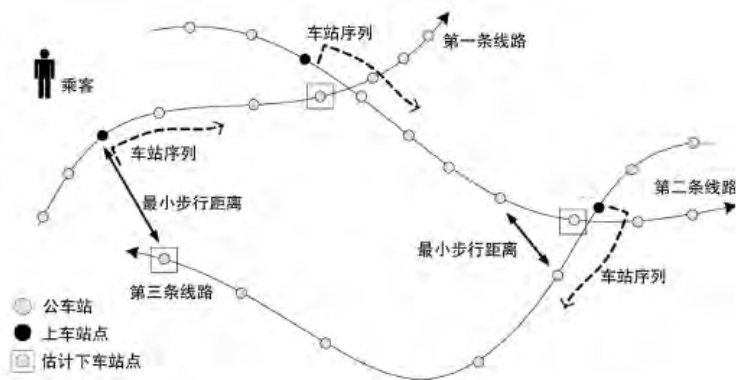 车站序列
第一条线路
乘客
车站序列
最小步行距离
第二条线路
最小步行距离
车站序列
第三条线路
公车站
上车站点
估计下车站点